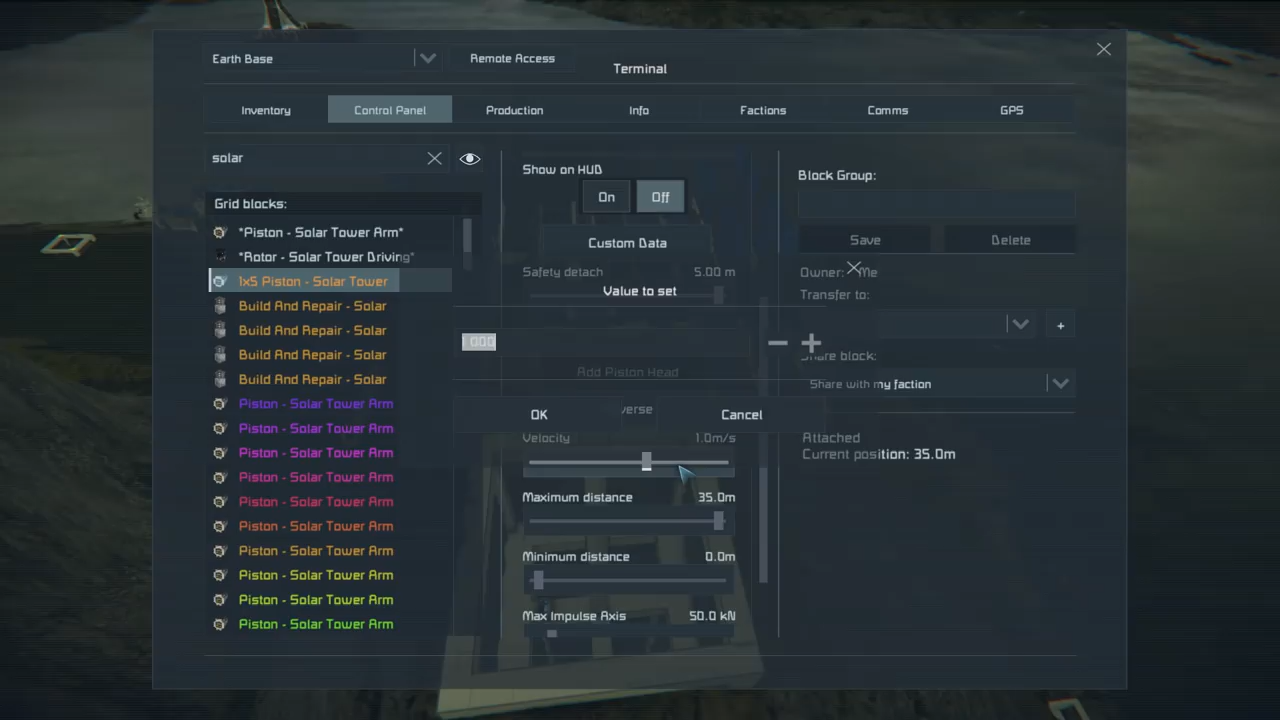 Earth Base
Remote Access
Terminal
Inventory
Control Panel
Production
Info
Factions
Comms
GPS
solar
Grid blocks:
*Piston - Solar Tower Arm*
*Rotor - Solar Tower Driving*
1x5 Piston - Solar Tower
Build And Repair - Solar
Build And Repair - Solar
Build And Repair - Solar
Build And Repair - Solar
Piston - Solar Tower Arm
Piston - Solar Tower Arm
Piston - Solar Tower Arm
Piston - Solar Tower Arm
Piston - Solar Tower Arm
Piston - Solar Tower Arm
Piston - Solar Tower Arm
Piston - Solar Tower Arm
Piston - Solar Tower Arm
Piston - Solar Tower Arm
Show on HUD
On Off
Custom Data
Safety detach 5.00 m
Value to set
Add Piston Head
OK
Cancel
Velocity 1.0m/s
Maximum distance 35.0m
Minimum distance 0.0m
Max Impulse Axis 50.0 kN
Block Group:
Save
Delete
Owner: Me
Transfer to:
+
Share block:
Share with my faction
Attached
Current position: 35.0m